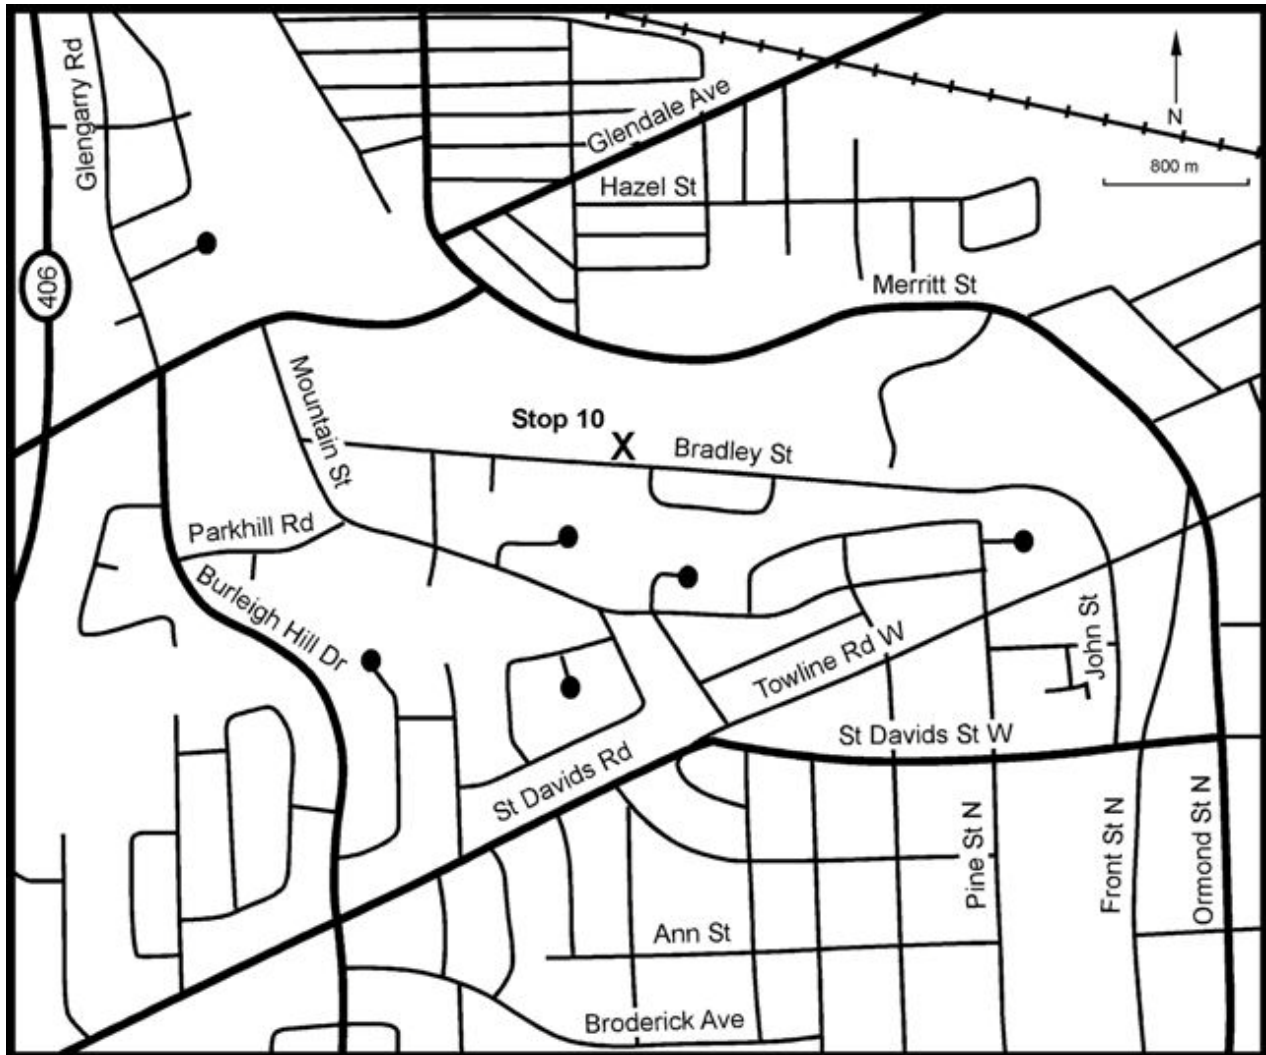 Glengarry Rd
Glendale Ave
N
800 m
Hazel St
406
Merritt St
Mountain St
Stop 10
X
Bradley St
Parkhill Rd
Burleigh Hill Dr
John St
Towline Rd W
St Davids St W
St Davids Rd
Pine St N
Front St N
Ormond St N
Ann St
Broderick Ave